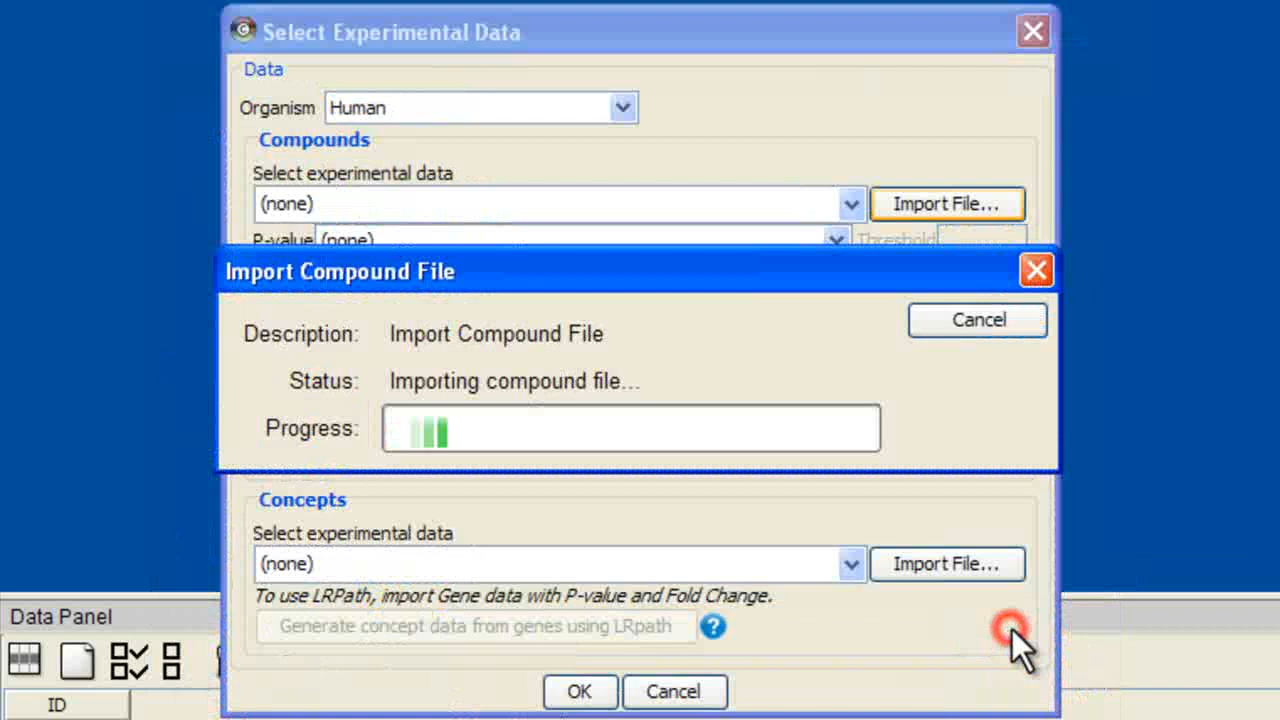 Select Experimental Data
Data
Organism Human
Compounds
Select experimental data
(none) Import File...
P-value (none) Threshold
Import Compound File
Cancel
Description: Import Compound File
Status: Importing compound file...
Progress:
Concepts
Select experimental data
(none) Import File...
To use LRPath, import Gene data with P-value and Fold Change.
Generate concept data from genes using LRpath ?
Data Panel
ID
OK Cancel